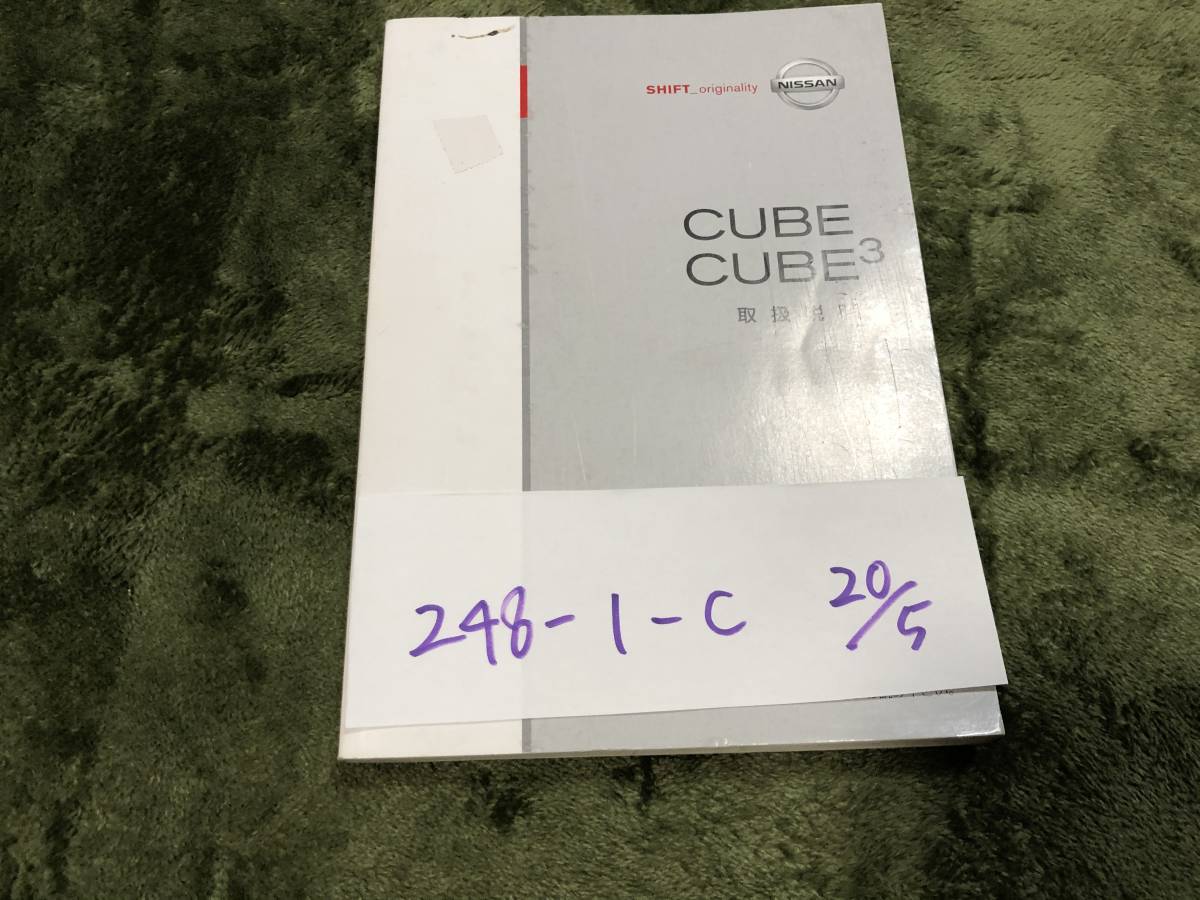 SHIFT_originality NISSAN
CUBE
CUBE³
取扱説明
248-1-C 20/5